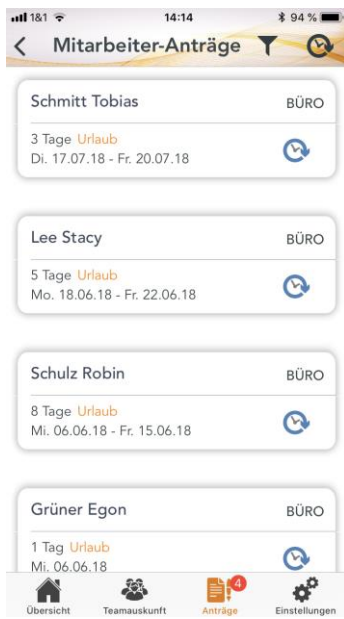 1&1 14:14 94 %
Mitarbeiter-Anträge
Schmitt Tobias BÜRO
3 Tage Urlaub
Di. 17.07.18 - Fr. 20.07.18
Lee Stacy BÜRO
5 Tage Urlaub
Mo. 18.06.18 - Fr. 22.06.18
Schulz Robin BÜRO
8 Tage Urlaub
Mi. 06.06.18 - Fr. 15.06.18
Grüner Egon BÜRO
1 Tag Urlaub
Mi. 06.06.18
4
Übersicht Teamauskunft Anträge Einstellungen